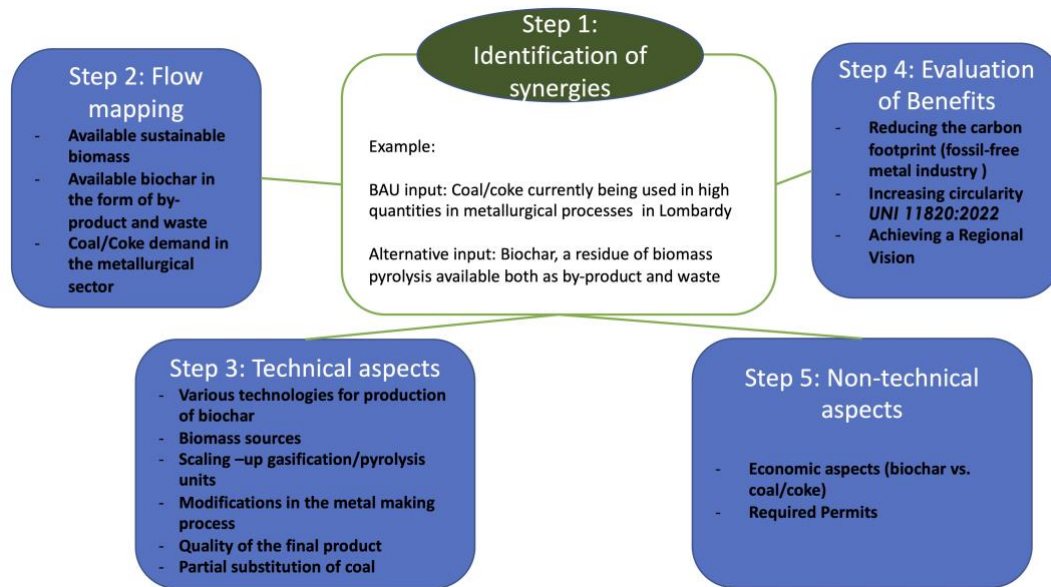 Step 1:
Identification of
synergies
Example:
BAU input: Coal/coke currently being used in high
quantities in metallurgical processes in Lombardy
Alternative input: Biochar, a residue of biomass
pyrolysis available both as by-product and waste
Step 2: Flow
mapping
- Available sustainable
biomass
- Available biochar in
the form of by-
product and waste
- Coal/Coke demand in
the metallurgical
sector
Step 3: Technical aspects
- Various technologies for production
of biochar
- Biomass sources
- Scaling –up gasification/pyrolysis
units
- Modifications in the metal making
process
- Quality of the final product
- Partial substitution of coal
Step 4: Evaluation
of Benefits
- Reducing the carbon
footprint (fossil-free
metal industry )
- Increasing circularity
UNI 11820:2022
- Achieving a Regional
Vision
Step 5: Non-technical
aspects
- Economic aspects (biochar vs.
coal/coke)
- Required Permits